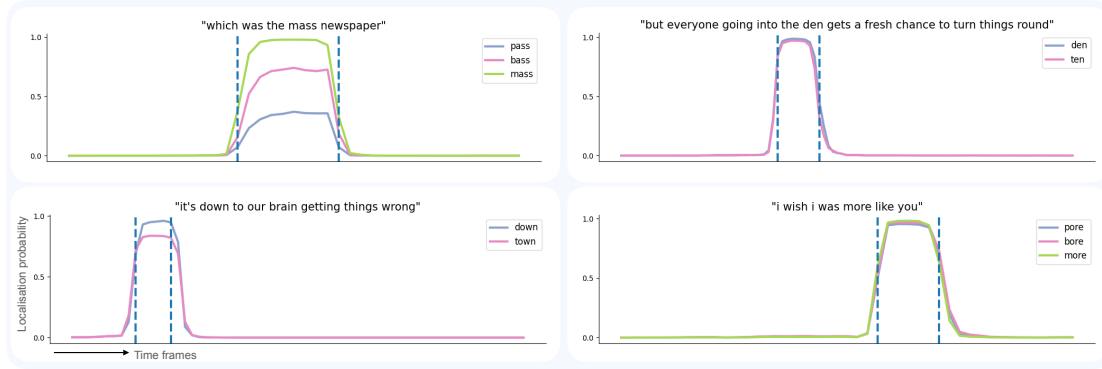 "which was the mass newspaper"
1.0
0.5
0.0
pass
bass
mass
"but everyone going into the den gets a fresh chance to turn things round"
1.0
0.5
0.0
den
ten
"it's down to our brain getting things wrong"
1.0
0.5
0.0
down
town
Localisation probability
Time frames
"i wish i was more like you"
1.0
0.5
0.0
pore
bore
more